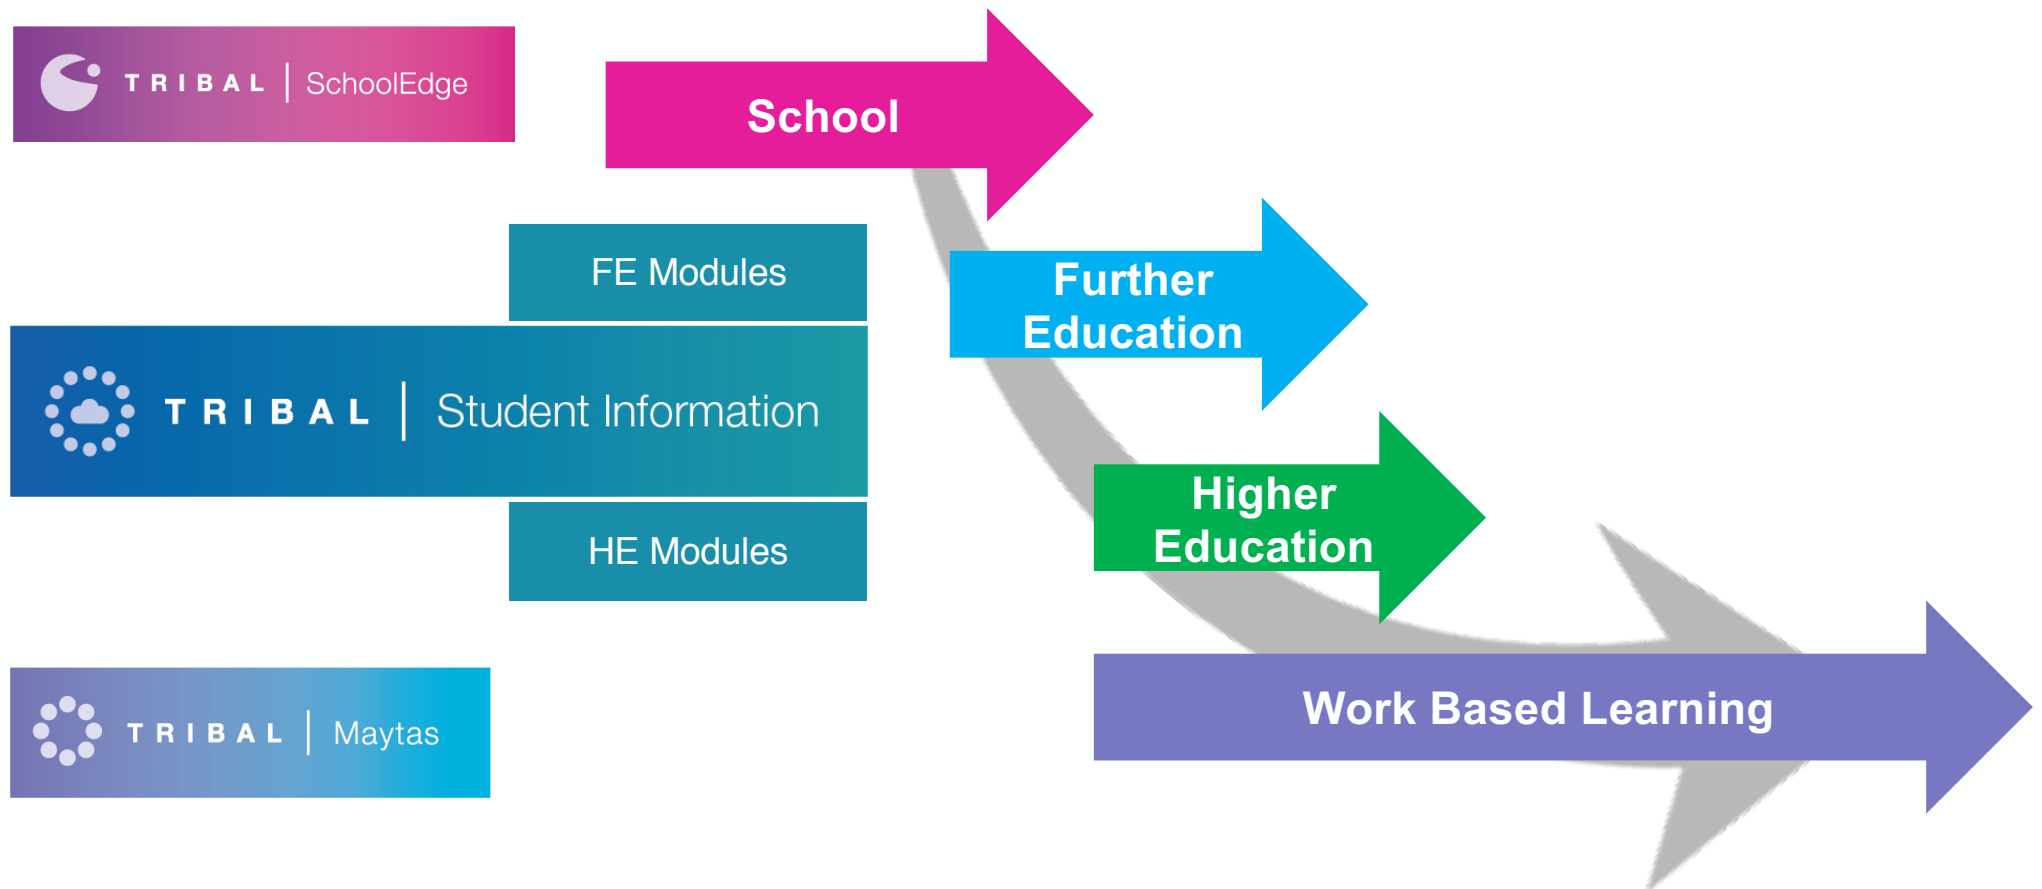 TRIBAL | SchoolEdge
School
FE Modules
Further
Education
TRIBAL | Student Information
Higher
Education
HE Modules
Work Based Learning
TRIBAL | Maytas